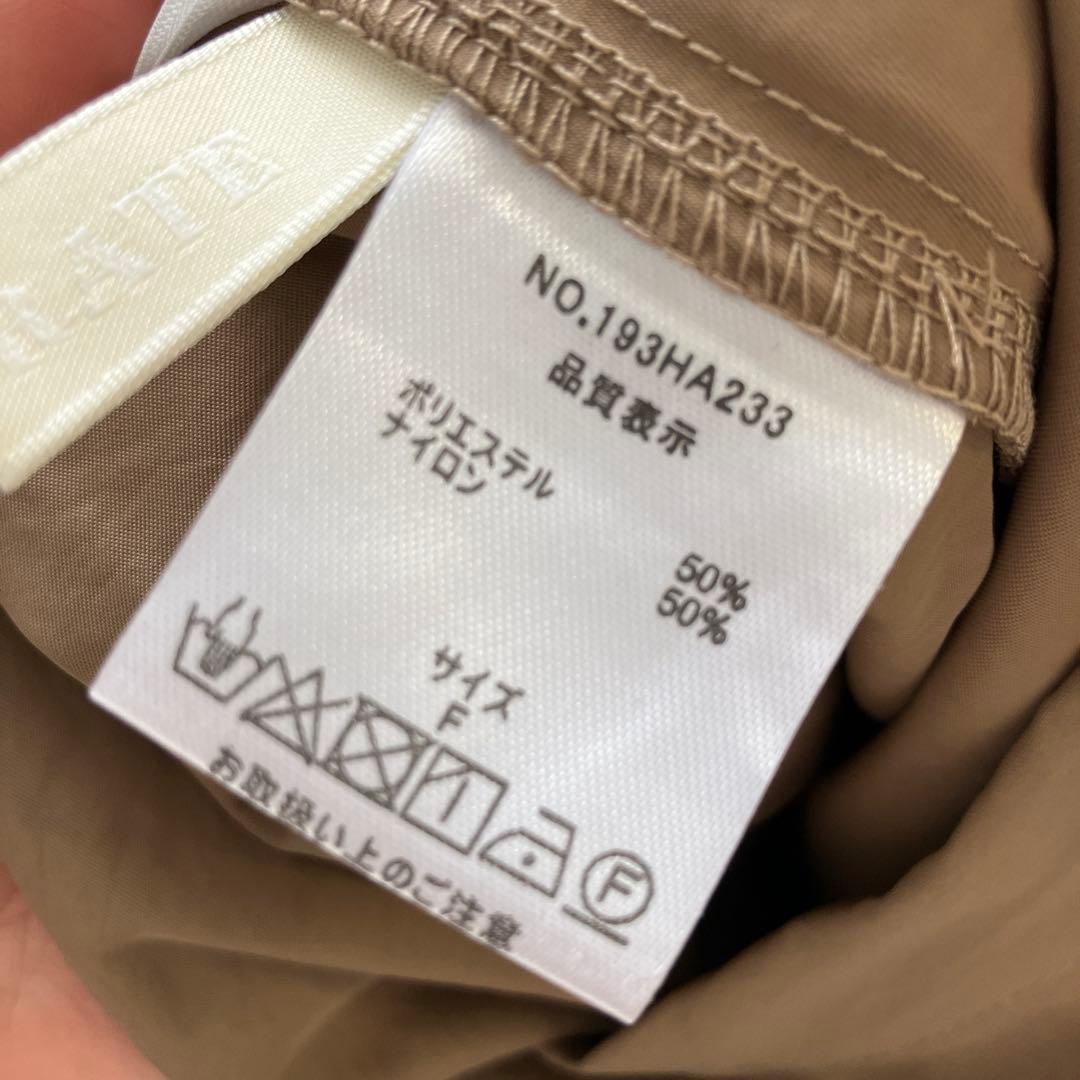 NO.193HA233
品質表示
ポリエステル 50%
ナイロン 50%
サイズ
F
F
お取扱い上のご注意